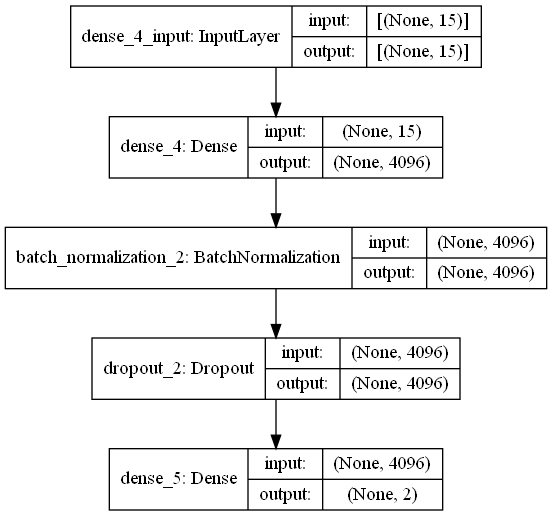 dense_4_input: InputLayer
input: [(None, 15)]
output: [(None, 15)]
dense_4: Dense
input: (None, 15)
output: (None, 4096)
batch_normalization_2: BatchNormalization
input: (None, 4096)
output: (None, 4096)
dropout_2: Dropout
input: (None, 4096)
output: (None, 4096)
dense_5: Dense
input: (None, 4096)
output: (None, 2)